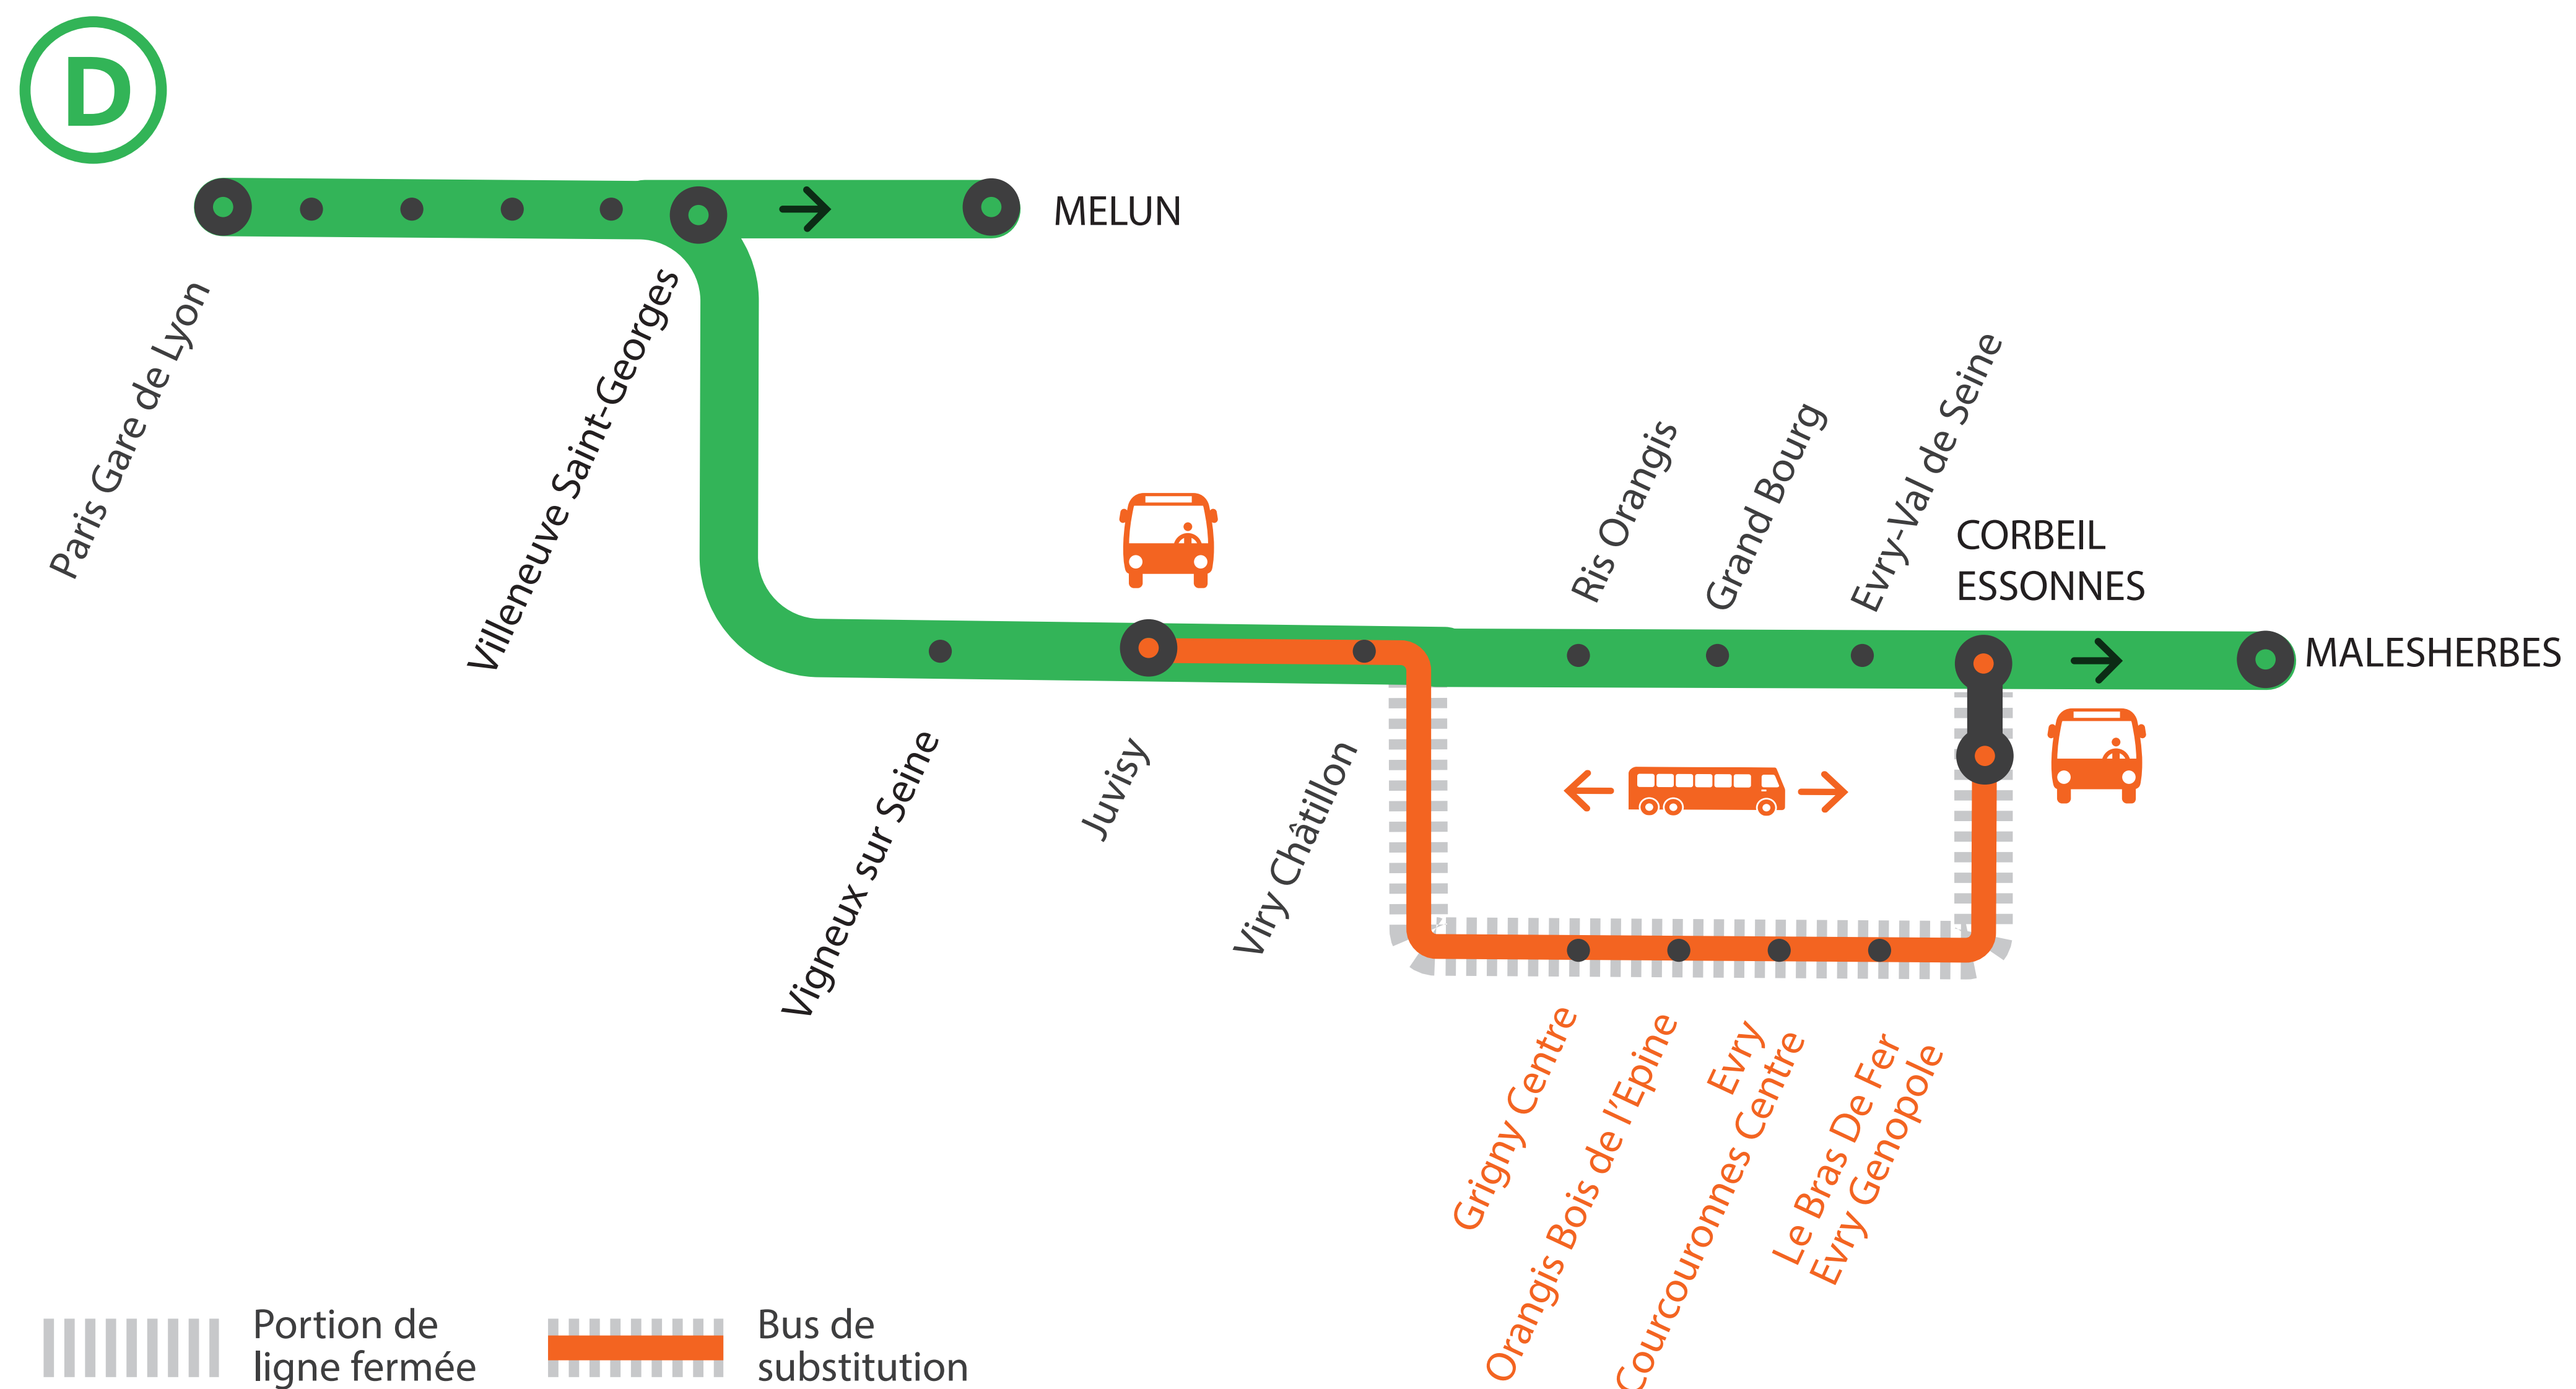 D
MELUN
Paris Gare de Lyon
Villeneuve Saint-Georges
Vigneux sur Seine
Juvisy
Viry Châtillon
Ris Orangis
Grand Bourg
Evry-Val de Seine
CORBEIL
ESSONNES
MALESHERBES
Grigny Centre
Orangis Bois de l'Epine
Evry
Courcouronnes Centre
Le Bras De Fer
Evry Genopole
Portion de
ligne fermée
Bus de
substitution